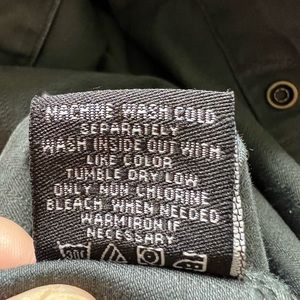 MACHINE WASH COLD
SEPARATELY
WASH INSIDE OUT WITH
LIKE COLOR
TUMBLE DRY LOW
ONLY NON CHLORINE
BLEACH. WHEN NEEDED
WARM IRON IF
NECESSARY